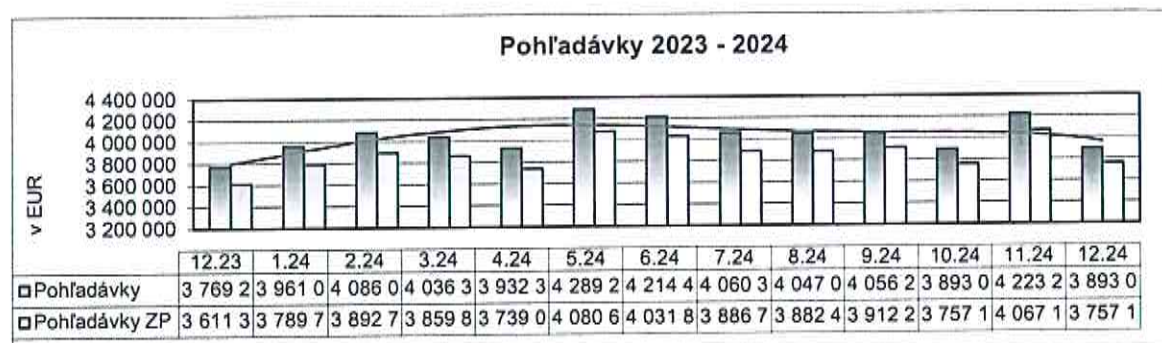 Pohľadávky 2023 - 2024
v EUR
4 400 000
4 200 000
4 000 000
3 800 000
3 600 000
3 400 000
3 200 000
12.23 1.24 2.24 3.24 4.24 5.24 6.24 7.24 8.24 9.24 10.24 11.24 12.24
Pohľadávky 3 769 2 3 961 0 4 086 0 4 036 3 3 932 3 4 289 2 4 214 4 4 060 3 4 047 0 4 056 2 3 893 0 4 223 2 3 893 0
Pohľadávky ZP 3 611 3 3 789 7 3 892 7 3 859 8 3 739 0 4 080 6 4 031 8 3 886 7 3 882 4 3 912 2 3 757 1 4 067 1 3 757 1